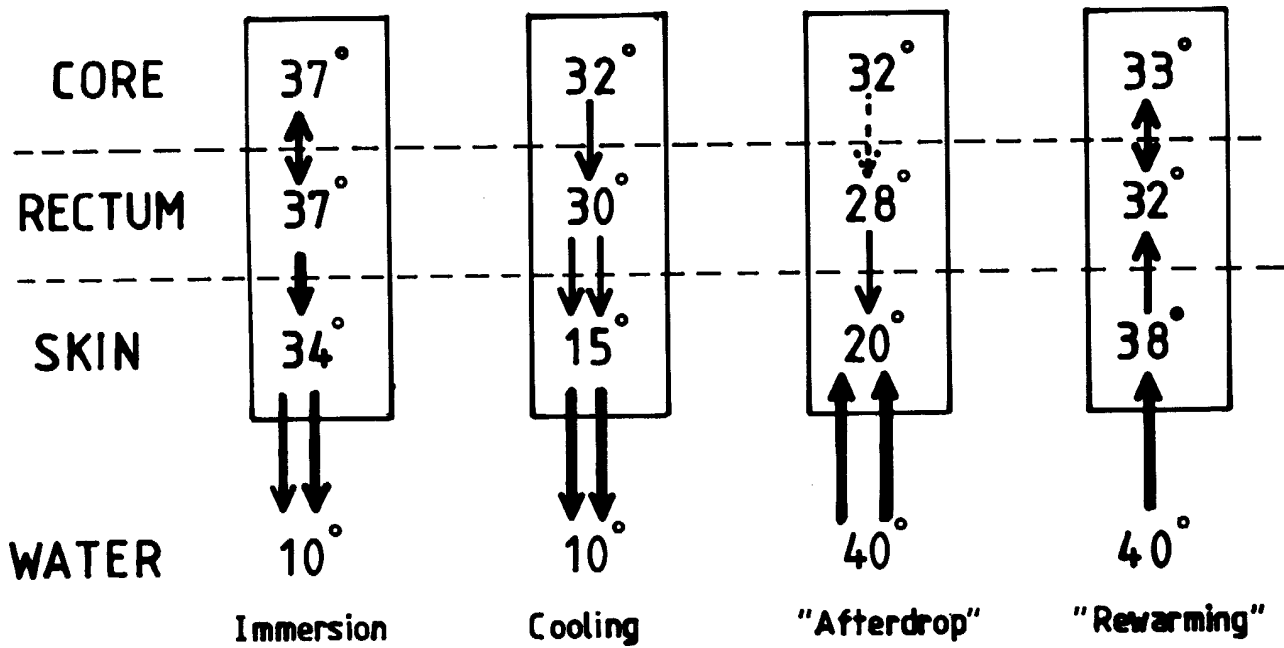 CORE 37° 32° 32° 33°
RECTUM 37° 30° 28° 32°
SKIN 34° 15° 20° 38°
WATER 10° 10° 40° 40°
Immersion Cooling "Afterdrop" "Rewarming"